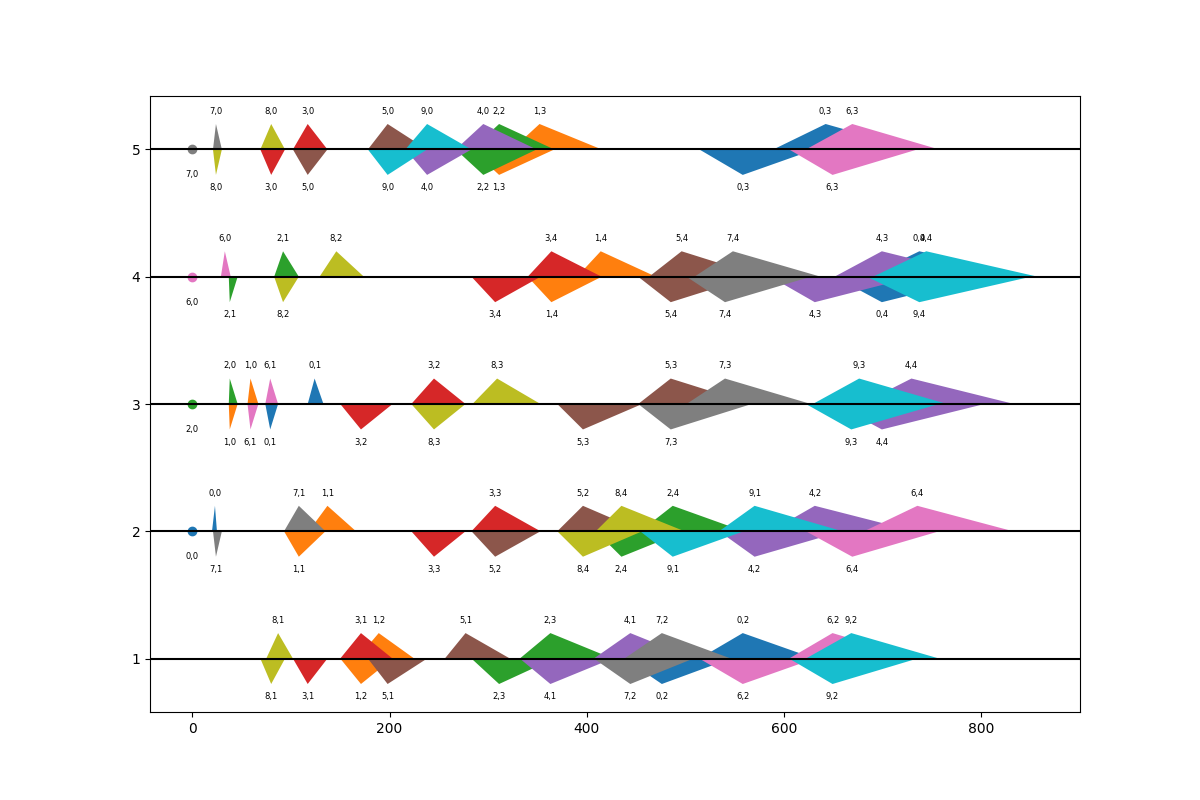 7,0 8,0 3,0 5,0 9,0 4,0 2,2 1,3 0,3 6,3
5
7,0 8,0 3,0 5,0 9,0 4,0 2,2 1,3 0,3 6,3
6,0 2,1 8,2 3,4 1,4 5,4 7,4 4,3 0,4 9,4
4
6,0 2,1 8,2 3,4 1,4 5,4 7,4 4,3 0,4 9,4
2,0 1,0 6,1 0,1 3,2 8,3 5,3 7,3 9,3 4,4
3
2,0 1,0 6,1 0,1 3,2 8,3 5,3 7,3 9,3 4,4
0,0 7,1 1,1 3,3 5,2 8,4 2,4 9,1 4,2 6,4
2
0,0 7,1 1,1 3,3 5,2 8,4 2,4 9,1 4,2 6,4
8,1 3,1 1,2 5,1 2,3 4,1 7,2 0,2 6,2 9,2
1
8,1 3,1 1,2 5,1 2,3 4,1 7,2 0,2 6,2 9,2
0 200 400 600 800